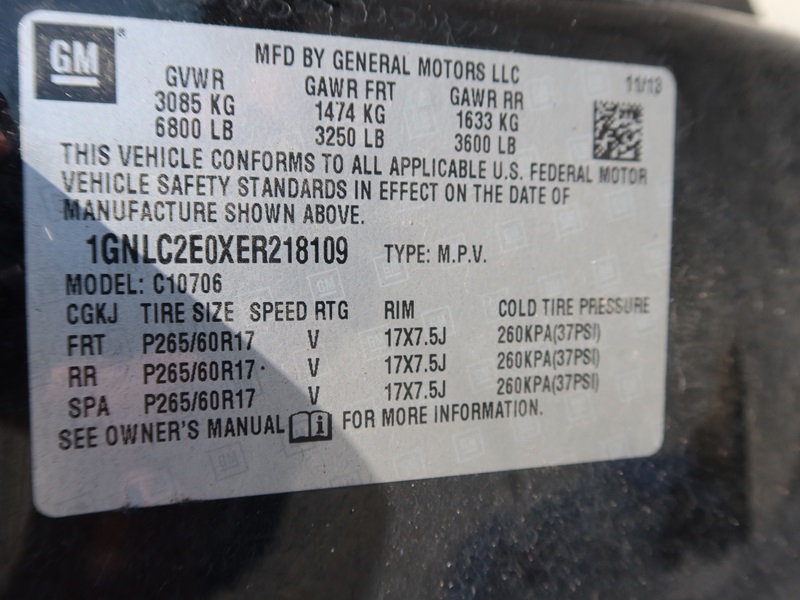 GM
MFD BY GENERAL MOTORS LLC
11/13
GVWR GAWR FRT GAWR RR
3085 KG 1474 KG 1633 KG
6800 LB 3250 LB 3600 LB
THIS VEHICLE CONFORMS TO ALL APPLICABLE U.S. FEDERAL MOTOR
VEHICLE SAFETY STANDARDS IN EFFECT ON THE DATE OF
MANUFACTURE SHOWN ABOVE.
1GNLC2E0XER218109 TYPE: M.P.V.
MODEL: C10706
CGKJ TIRE SIZE SPEED RTG RIM COLD TIRE PRESSURE
FRT P265/60R17 V 17X7.5J 260KPA(37PSI)
RR P265/60R17 V 17X7.5J 260KPA(37PSI)
SPA P265/60R17 V 17X7.5J 260KPA(37PSI)
SEE OWNER'S MANUAL FOR MORE INFORMATION.